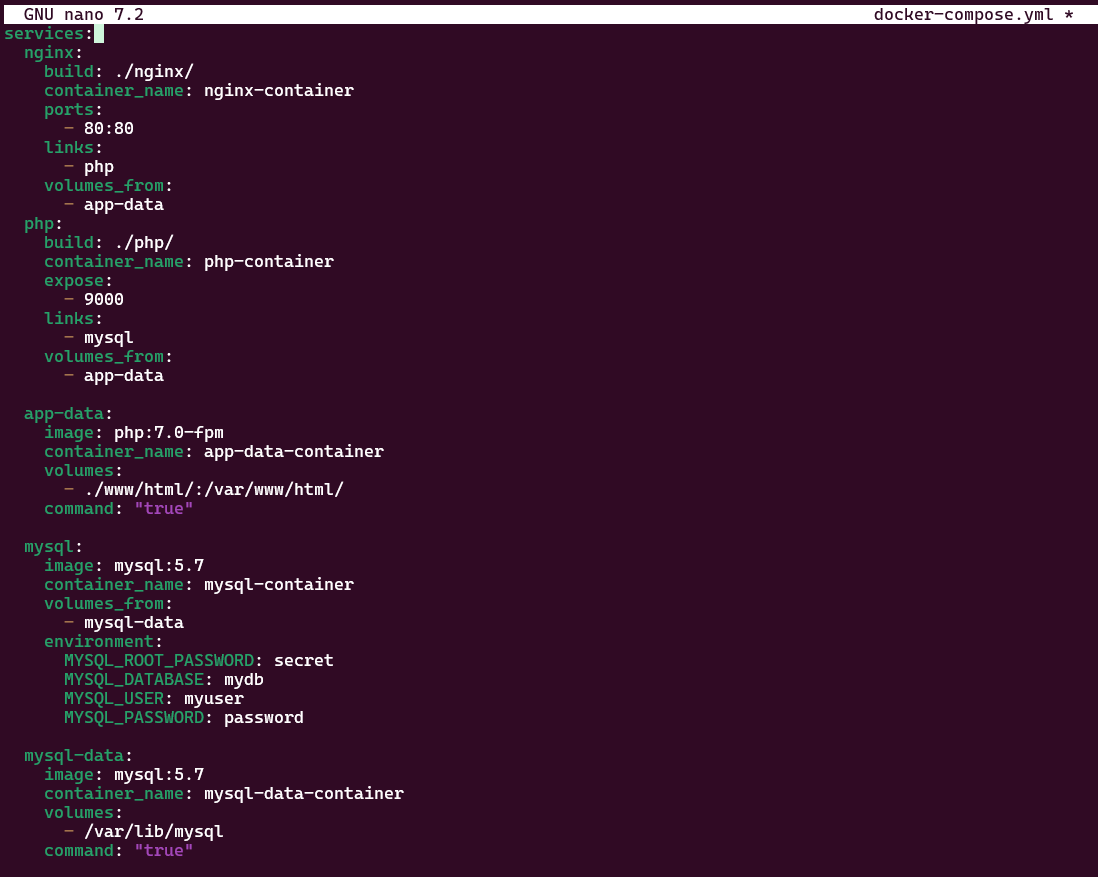 GNU nano 7.2 docker-compose.yml *
services:
  nginx:
    build: ./nginx/
    container_name: nginx-container
    ports:
      - 80:80
    links:
      - php
    volumes_from:
      - app-data
  php:
    build: ./php/
    container_name: php-container
    expose:
      - 9000
    links:
      - mysql
    volumes_from:
      - app-data

  app-data:
    image: php:7.0-fpm
    container_name: app-data-container
    volumes:
      - ./www/html/:/var/www/html/
    command: "true"

  mysql:
    image: mysql:5.7
    container_name: mysql-container
    volumes_from:
      - mysql-data
    environment:
      MYSQL_ROOT_PASSWORD: secret
      MYSQL_DATABASE: mydb
      MYSQL_USER: myuser
      MYSQL_PASSWORD: password

  mysql-data:
    image: mysql:5.7
    container_name: mysql-data-container
    volumes:
      - /var/lib/mysql
    command: "true"